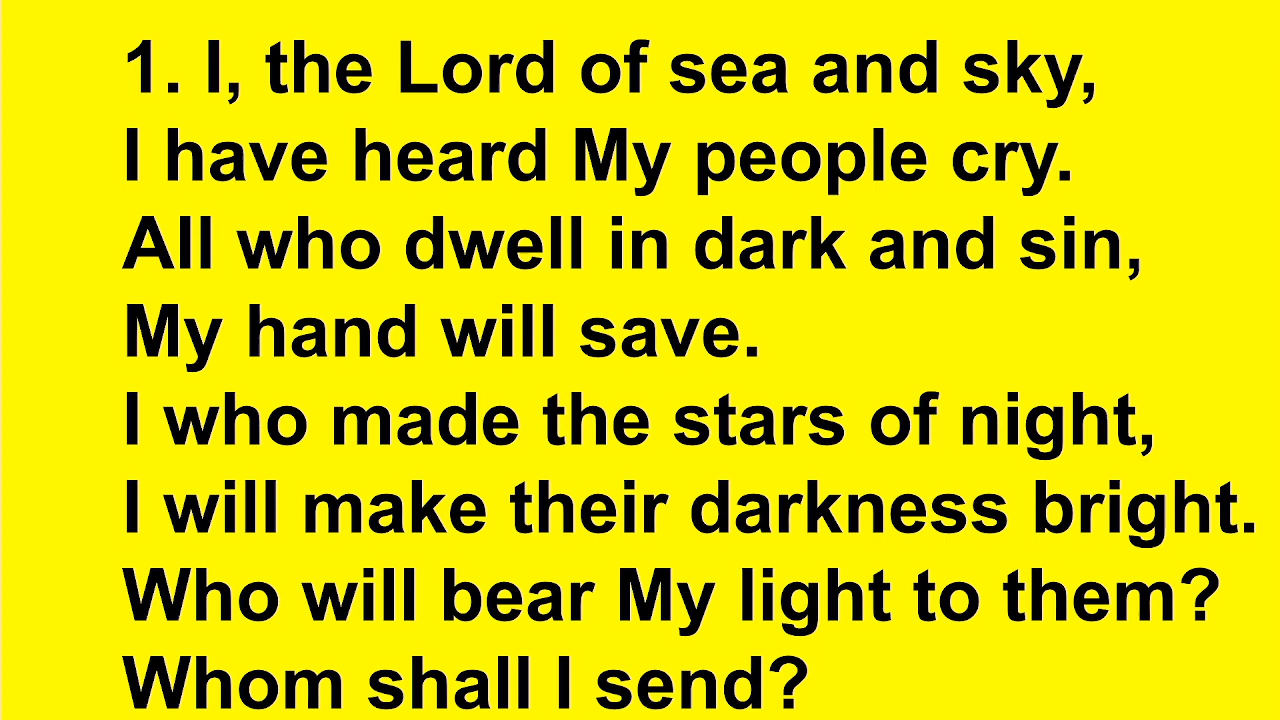 1. I, the Lord of sea and sky,
I have heard My people cry.
All who dwell in dark and sin,
My hand will save.
I who made the stars of night,
I will make their darkness bright.
Who will bear My light to them?
Whom shall I send?